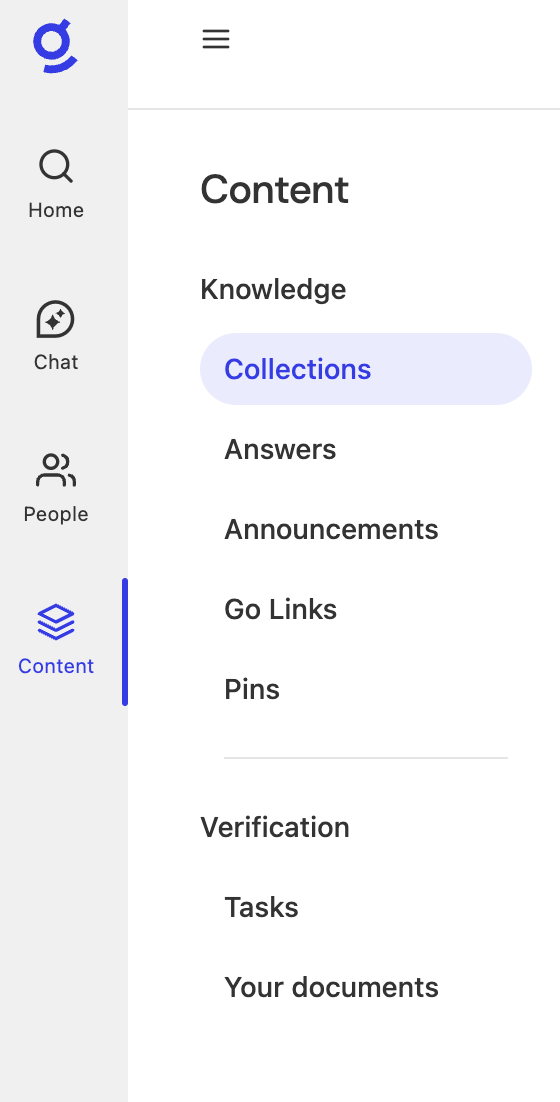 Home
Chat
People
Content
Content
Knowledge
Collections
Answers
Announcements
Go Links
Pins
Verification
Tasks
Your documents